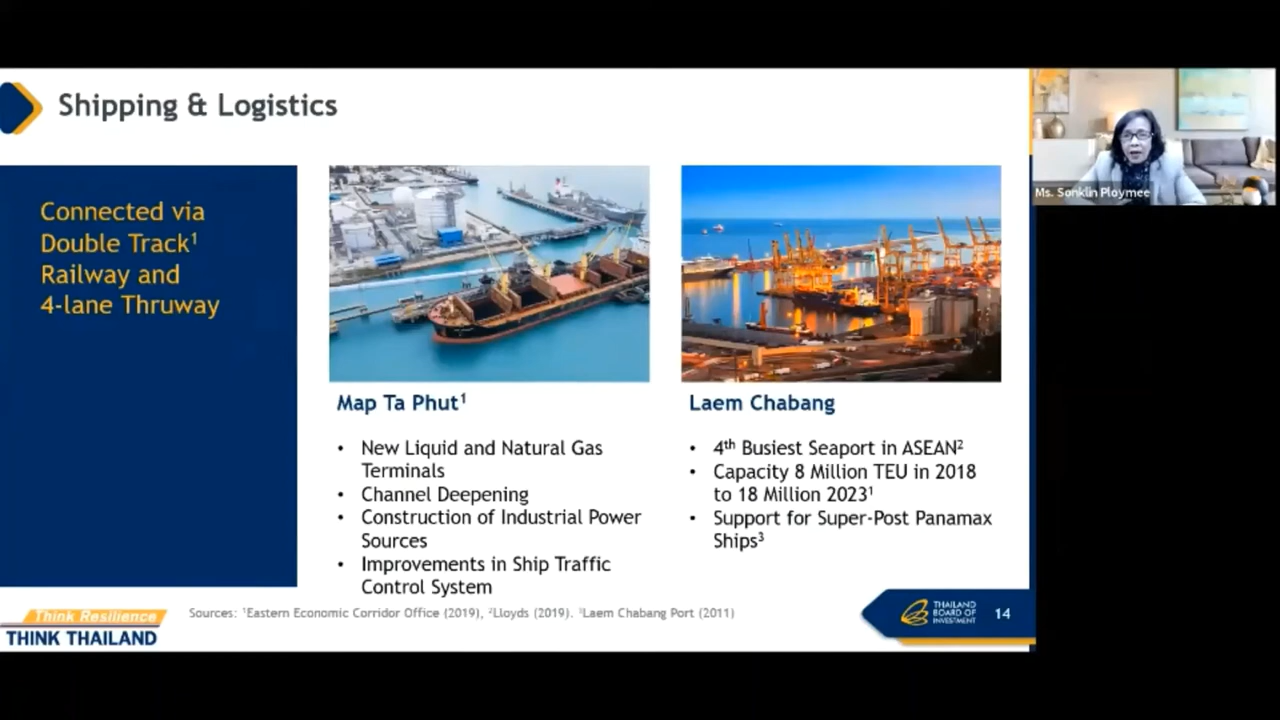 Shipping & Logistics
Connected via
Double Track¹
Railway and
4-lane Thruway
Map Ta Phut¹
• New Liquid and Natural Gas
Terminals
• Channel Deepening
• Construction of Industrial Power
Sources
• Improvements in Ship Traffic
Control System
Laem Chabang
• 4th Busiest Seaport in ASEAN²
• Capacity 8 Million TEU in 2018
to 18 Million 2023¹
• Support for Super-Post Panamax
Ships³
Ms. Sonklin Ploymee
Think Resilience
THINK THAILAND
Sources: ¹Eastern Economic Corridor Office (2019), ²Lloyds (2019). ³Laem Chabang Port (2011)
THAILAND
BOARD OF
INVESTMENT
14